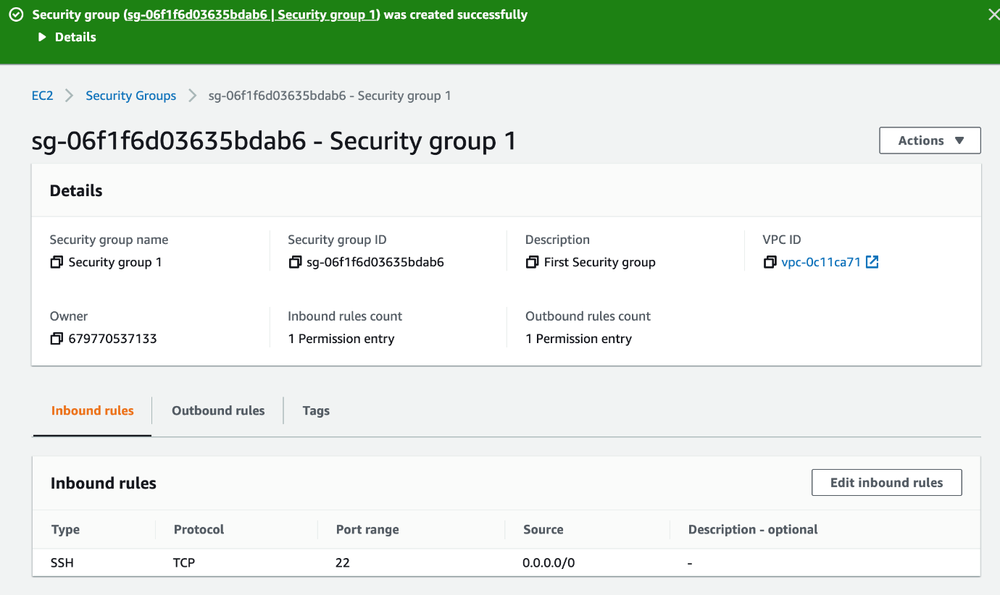 Security group (sg-06f1f6d03635bdab6 | Security group 1) was created successfully
Details
EC2 Security Groups sg-06f1f6d03635bdab6 - Security group 1
sg-06f1f6d03635bdab6 - Security group 1
Actions
Details
Security group name Security group ID Description VPC ID
Security group 1 sg-06f1f6d03635bdab6 First Security group vpc-0c11ca71
Owner Inbound rules count Outbound rules count
679770537133 1 Permission entry 1 Permission entry
Inbound rules Outbound rules Tags
Inbound rules Edit inbound rules
Type Protocol Port range Source Description - optional
SSH TCP 22 0.0.0.0/0 -